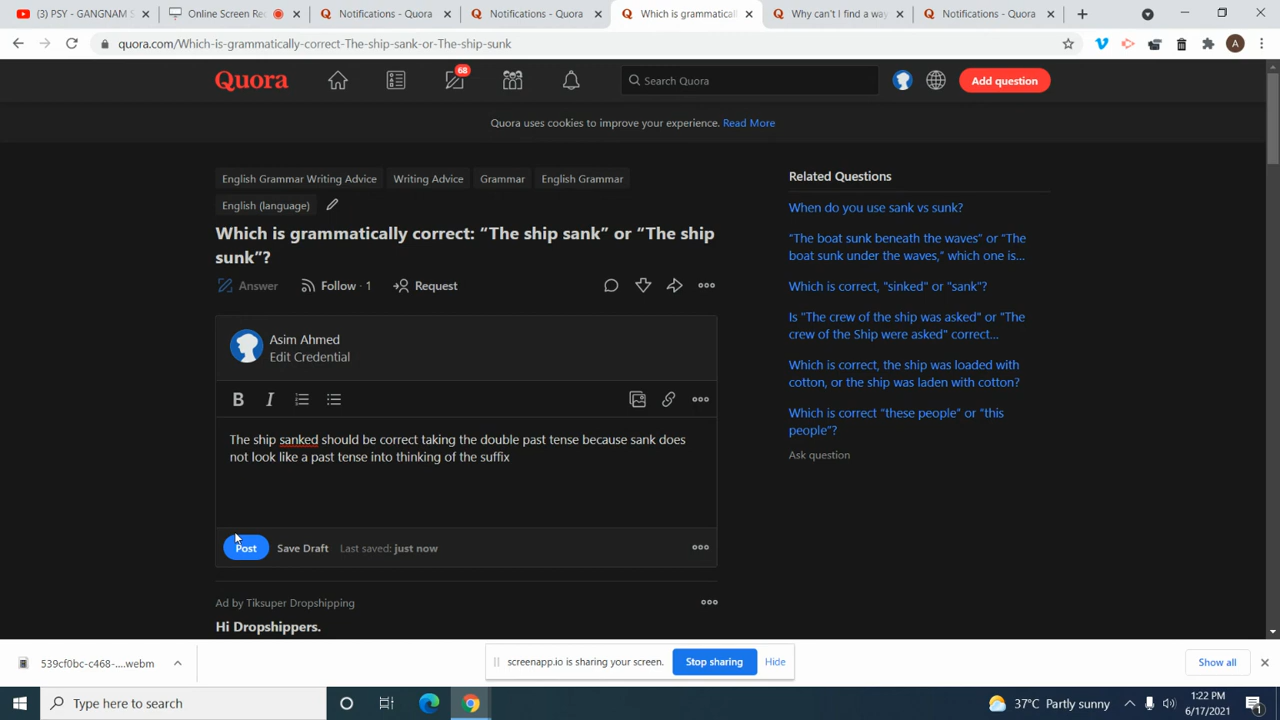 PSY - GANGNAM S
Online Screen Re
Notifications - Quora
Notifications - Quora
Which is grammatical
Why can't I find a way
Notifications - Quora
quora.com/Which-is-grammatically-correct-The-ship-sank-or-The-ship-sunk
A
Quora
68
Search Quora
Add question
Quora uses cookies to improve your experience. Read More
English Grammar Writing Advice
Writing Advice
Grammar
English Grammar
English (language)
Which is grammatically correct: “The ship sank” or “The ship
sunk”?
Answer
Follow · 1
Request
Asim Ahmed
Edit Credential
B I
The ship sanked should be correct taking the double past tense because sank does
not look like a past tense into thinking of the suffix
Post
Save Draft
Last saved: just now
Ad by Tiksuper Dropshipping
Hi Dropshippers.
Related Questions
When do you use sank vs sunk?
"The boat sunk beneath the waves" or "The
boat sunk under the waves," which one is...
Which is correct, "sinked" or "sank"?
Is "The crew of the ship was asked" or "The
crew of the Ship were asked" correct...
Which is correct, the ship was loaded with
cotton, or the ship was laden with cotton?
Which is correct "these people" or "this
people"?
Ask question
539cf0bc-c468-....webm
screenapp.io is sharing your screen.
Stop sharing
Hide
Show all
Type here to search
37°C Partly sunny
1:22 PM
6/17/2021
1